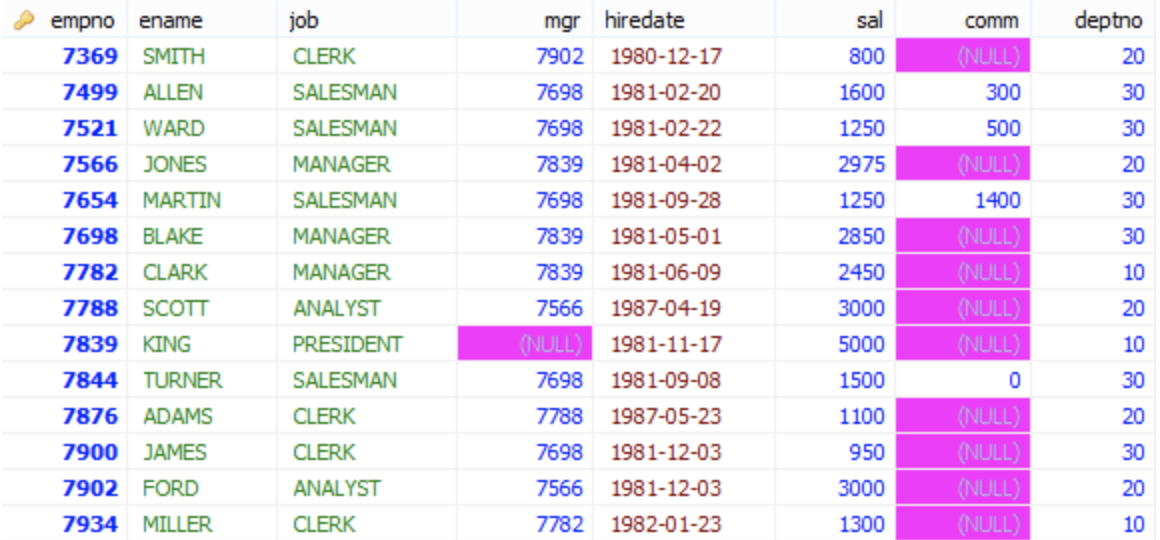 empno ename job mgr hiredate sal comm deptno
7369 SMITH CLERK 7902 1980-12-17 800 (NULL) 20
7499 ALLEN SALESMAN 7698 1981-02-20 1600 300 30
7521 WARD SALESMAN 7698 1981-02-22 1250 500 30
7566 JONES MANAGER 7839 1981-04-02 2975 (NULL) 20
7654 MARTIN SALESMAN 7698 1981-09-28 1250 1400 30
7698 BLAKE MANAGER 7839 1981-05-01 2850 (NULL) 30
7782 CLARK MANAGER 7839 1981-06-09 2450 (NULL) 10
7788 SCOTT ANALYST 7566 1987-04-19 3000 (NULL) 20
7839 KING PRESIDENT (NULL) 1981-11-17 5000 (NULL) 10
7844 TURNER SALESMAN 7698 1981-09-08 1500 0 30
7876 ADAMS CLERK 7788 1987-05-23 1100 (NULL) 20
7900 JAMES CLERK 7698 1981-12-03 950 (NULL) 30
7902 FORD ANALYST 7566 1981-12-03 3000 (NULL) 20
7934 MILLER CLERK 7782 1982-01-23 1300 (NULL) 10